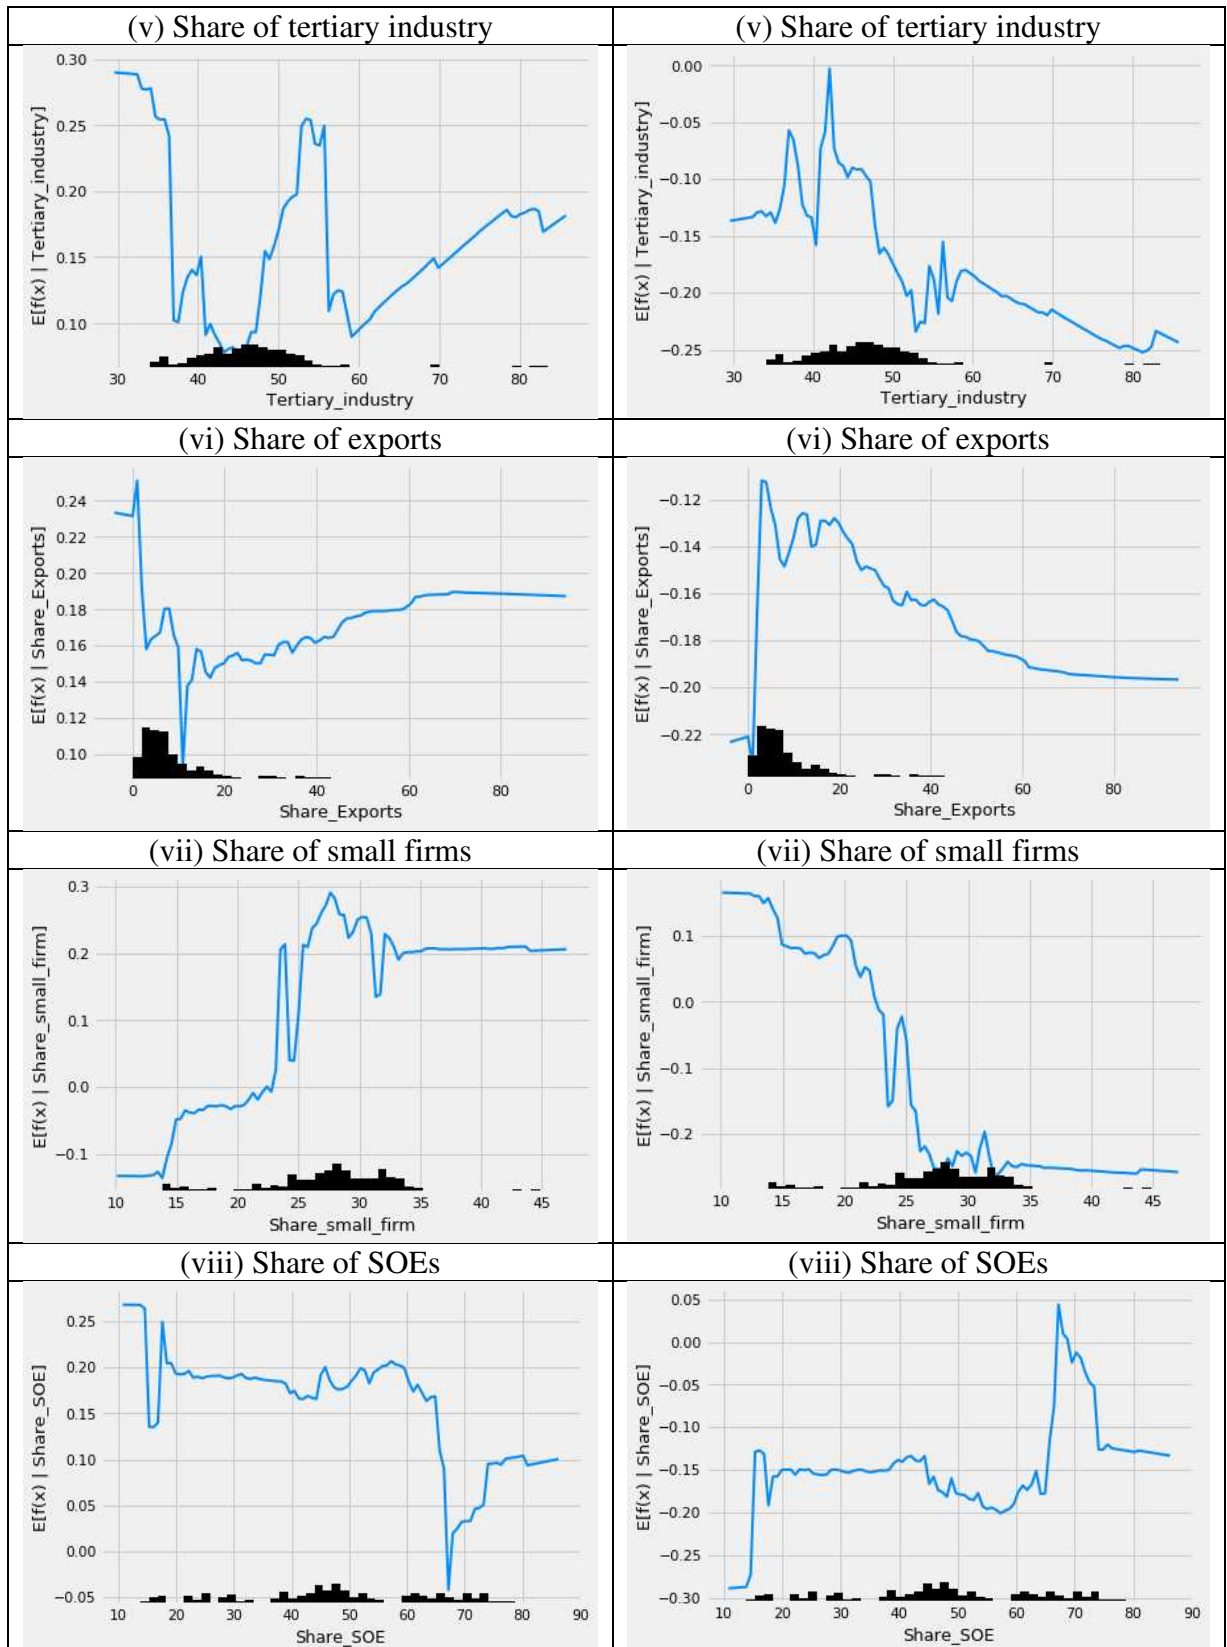 (v) Share of tertiary industry
(v) Share of tertiary industry
E[f(x) | Tertiary_industry]
0.30
0.25
0.20
0.15
0.10
30 40 50 60 70 80
Tertiary_industry
E[f(x) | Tertiary_industry]
0.00
−0.05
−0.10
−0.15
−0.20
−0.25
30 40 50 60 70 80
Tertiary_industry
(vi) Share of exports
(vi) Share of exports
E[f(x) | Share_Exports]
0.24
0.22
0.20
0.18
0.16
0.14
0.12
0.10
0 20 40 60 80
Share_Exports
E[f(x) | Share_Exports]
−0.12
−0.14
−0.16
−0.18
−0.20
−0.22
0 20 40 60 80
Share_Exports
(vii) Share of small firms
(vii) Share of small firms
E[f(x) | Share_small_firm]
0.3
0.2
0.1
0.0
−0.1
10 15 20 25 30 35 40 45
Share_small_firm
E[f(x) | Share_small_firm]
0.1
0.0
−0.1
−0.2
10 15 20 25 30 35 40 45
Share_small_firm
(viii) Share of SOEs
(viii) Share of SOEs
E[f(x) | Share_SOE]
0.25
0.20
0.15
0.10
0.05
0.00
−0.05
10 20 30 40 50 60 70 80 90
Share_SOE
E[f(x) | Share_SOE]
0.05
0.00
−0.05
−0.10
−0.15
−0.20
−0.25
−0.30
10 20 30 40 50 60 70 80 90
Share_SOE